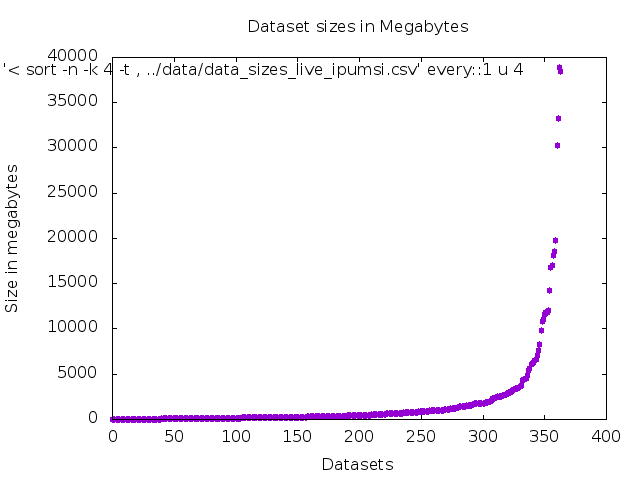 Dataset sizes in Megabytes
40000
'< sort -n -k 4 -t , ../data/data_sizes_live_ipumsi.csv' every::1 u 4
35000
30000
25000
20000
15000
10000
5000
0
Size in megabytes
0 50 100 150 200 250 300 350 400
Datasets